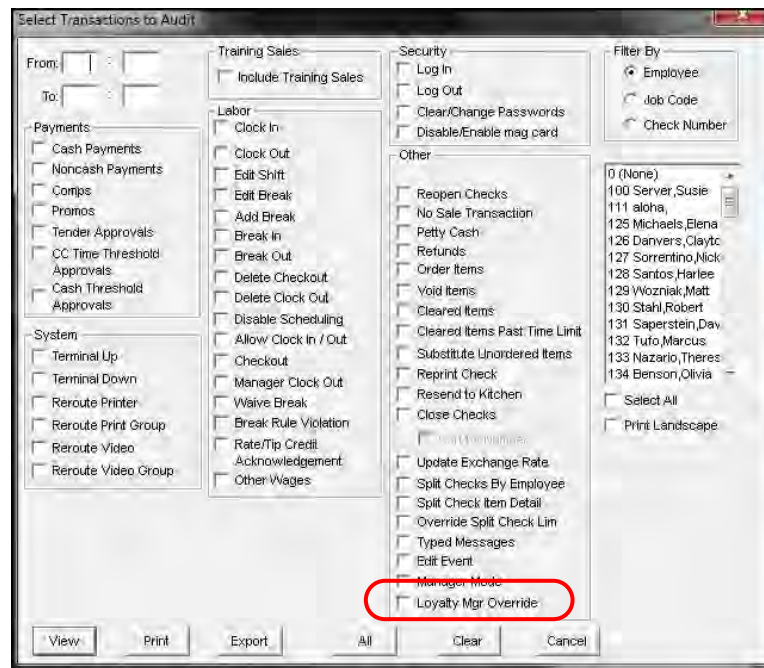 Select Transactions to Audit
From: :
To: :
Payments
Cash Payments
Noncash Payments
Comps
Promos
Tender Approvals
CC Time Threshold
Approvals
Cash Threshold
Approvals
System
Terminal Up
Terminal Down
Reroute Printer
Reroute Print Group
Reroute Video
Reroute Video Group
Training Sales
Include Training Sales
Labor
Clock In
Clock Out
Edit Shift
Edit Break
Add Break
Break In
Break Out
Delete Checkout
Delete Clock Out
Disable Scheduling
Allow Clock In / Out
Checkout
Manager Clock Out
Waive Break
Break Rule Violation
Rate/Tip Credit
Acknowledgement
Other Wages
Security
Log In
Log Out
Clear/Change Passwords
Disable/Enable mag card
Other
Reopen Checks
No Sale Transaction
Petty Cash
Refunds
Order Items
Void Items
Cleared Items
Cleared Items Past Time Limit
Substitute Unordered Items
Reprint Check
Resend to Kitchen
Close Checks
Update Exchange Rate
Split Checks By Employee
Split Check Item Detail
Override Split Check Lim
Typed Messages
Edit Event
Manager Mode
Loyalty Mgr Override
Filter By
Employee
Job Code
Check Number
0 (None)
100 Server,Susie
111 aloha,
125 Michaels,Elena
126 Danvers,Claytc
127 Sorrentino,Nick
128 Santos,Harlee
129 Wozniak,Matt
130 Stahl,Robert
131 Saperstein,Dav
132 Tufo,Marcus
133 Nazario,Theres
134 Benson,Olivia
Select All
Print Landscape
View Print Export All Clear Cancel